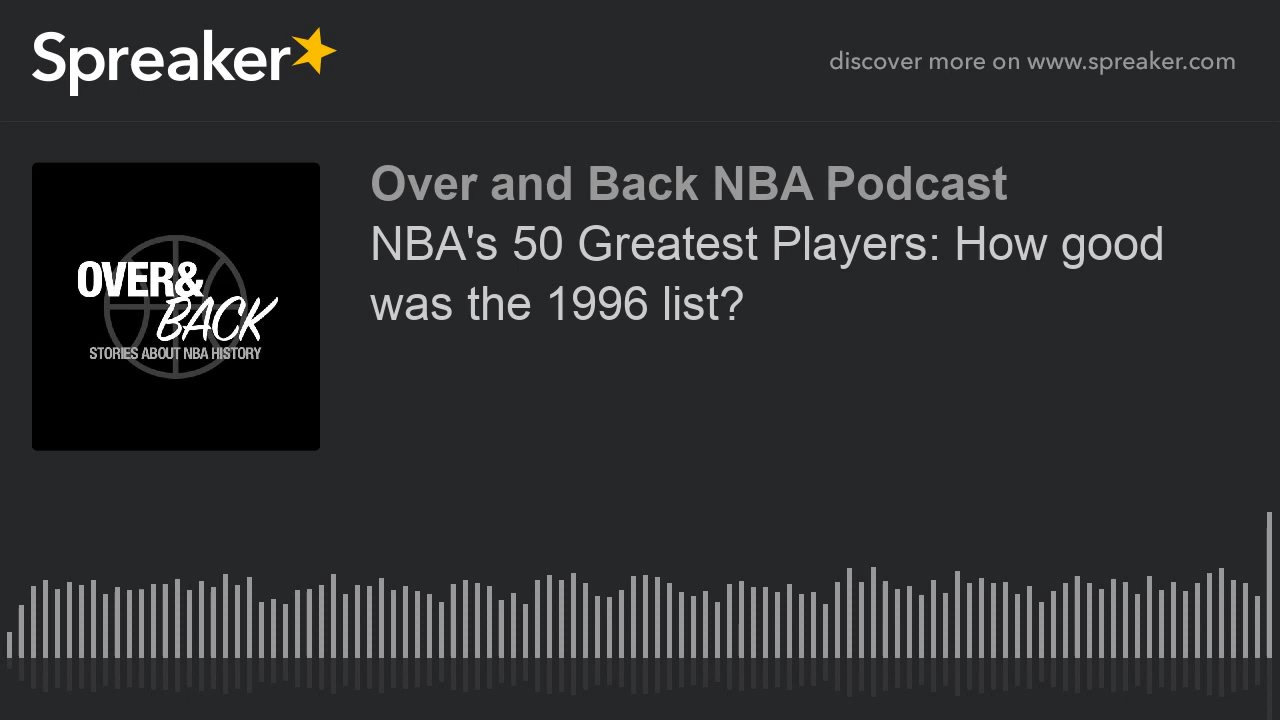 Spreaker
discover more on www.spreaker.com
OVER&
BACK
STORIES ABOUT NBA HISTORY
Over and Back NBA Podcast
NBA's 50 Greatest Players: How good
was the 1996 list?